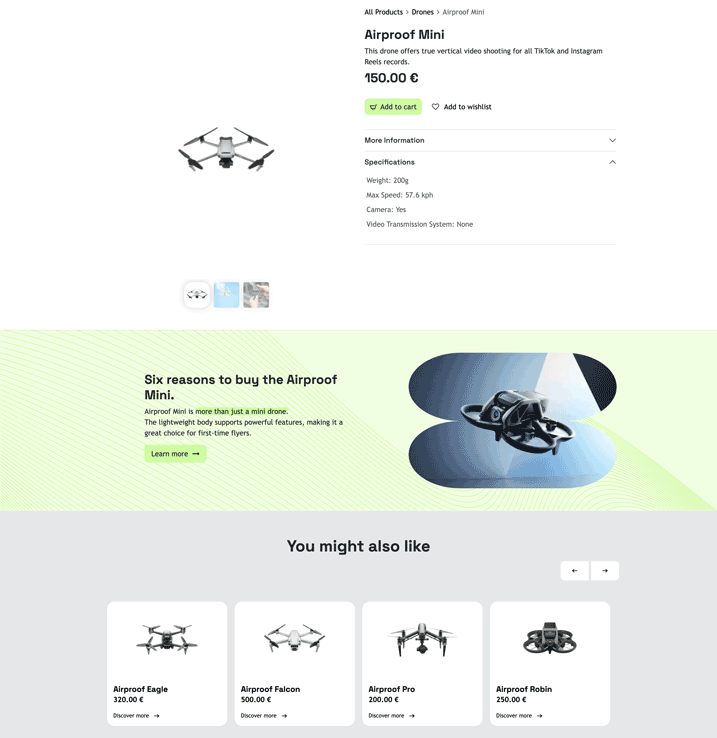 All Products > Drones > Airproof Mini
Airproof Mini
This drone offers true vertical video shooting for all TikTok and Instagram
Reels records.
150.00 €
Add to cart
Add to wishlist
More Information
Specifications
Weight: 200g
Max Speed: 57.6 kph
Camera: Yes
Video Transmission System: None
Six reasons to buy the Airproof
Mini.
Airproof Mini is more than just a mini drone.
The lightweight body supports powerful features, making it a
great choice for first-time flyers.
Learn more →
You might also like
← →
Airproof Eagle
320.00 €
Discover more →
Airproof Falcon
500.00 €
Discover more →
Airproof Pro
200.00 €
Discover more →
Airproof Robin
250.00 €
Discover more →